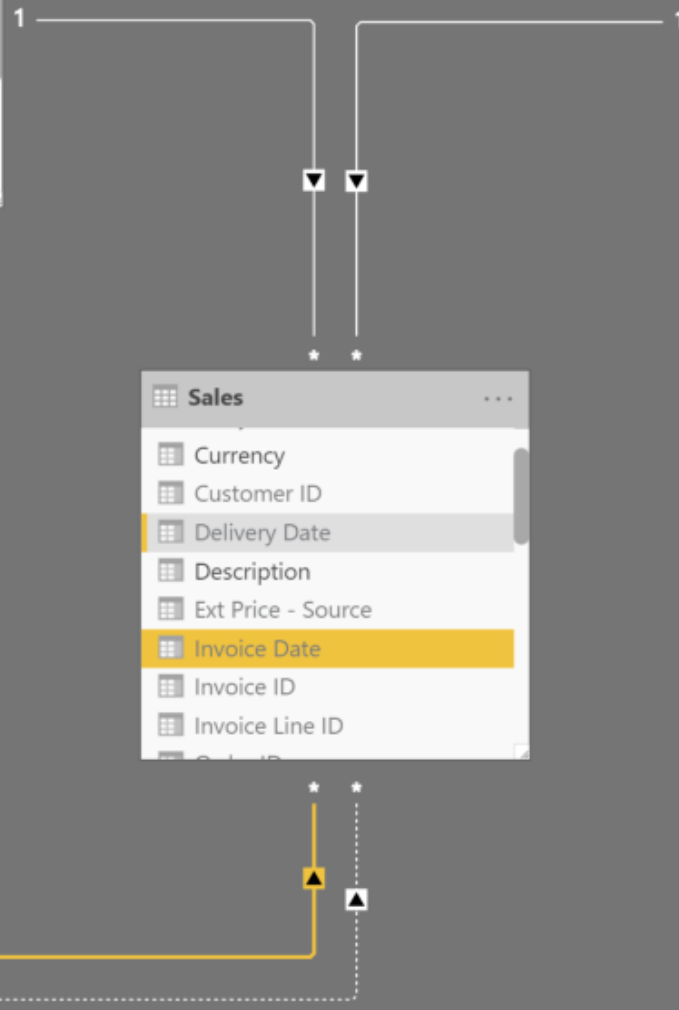 1
* *
Sales ...
Currency
Customer ID
Delivery Date
Description
Ext Price - Source
Invoice Date
Invoice ID
Invoice Line ID
* *